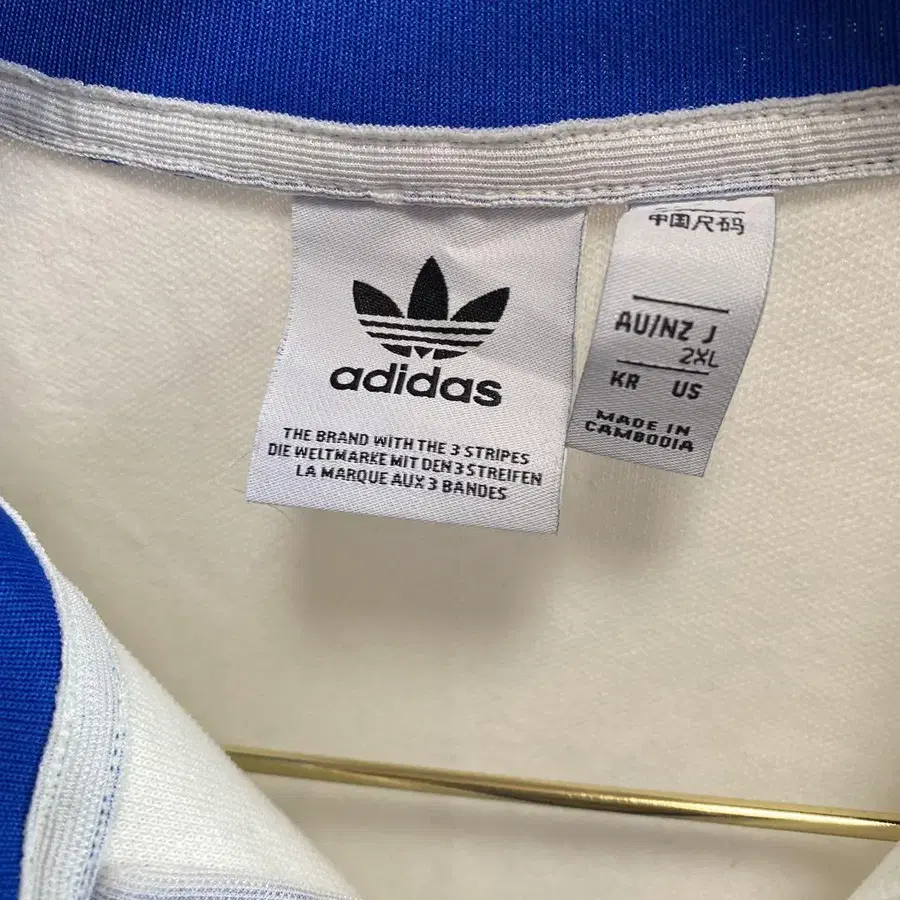 adidas
THE BRAND WITH THE 3 STRIPES
DIE WELTMARKE MIT DEN 3 STREIFEN
LA MARQUE AUX 3 BANDES
中国尺码
AU/NZ J
2XL
KR US
MADE IN
CAMBODIA